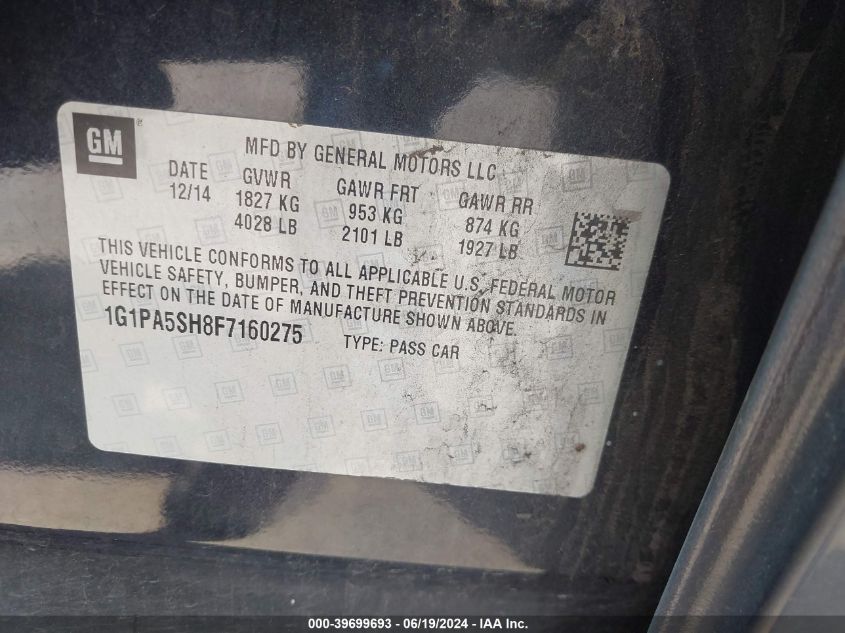 GM
MFD BY GENERAL MOTORS LLC
DATE GVWR GAWR FRT GAWR RR
12/14 1827 KG 953 KG 874 KG
4028 LB 2101 LB 1927 LB
THIS VEHICLE CONFORMS TO ALL APPLICABLE U.S. FEDERAL MOTOR
VEHICLE SAFETY, BUMPER, AND THEFT PREVENTION STANDARDS IN
EFFECT ON THE DATE OF MANUFACTURE SHOWN ABOVE.
1G1PA5SH8F7160275 TYPE: PASS CAR
000-39699693 - 06/19/2024 - IAA Inc.